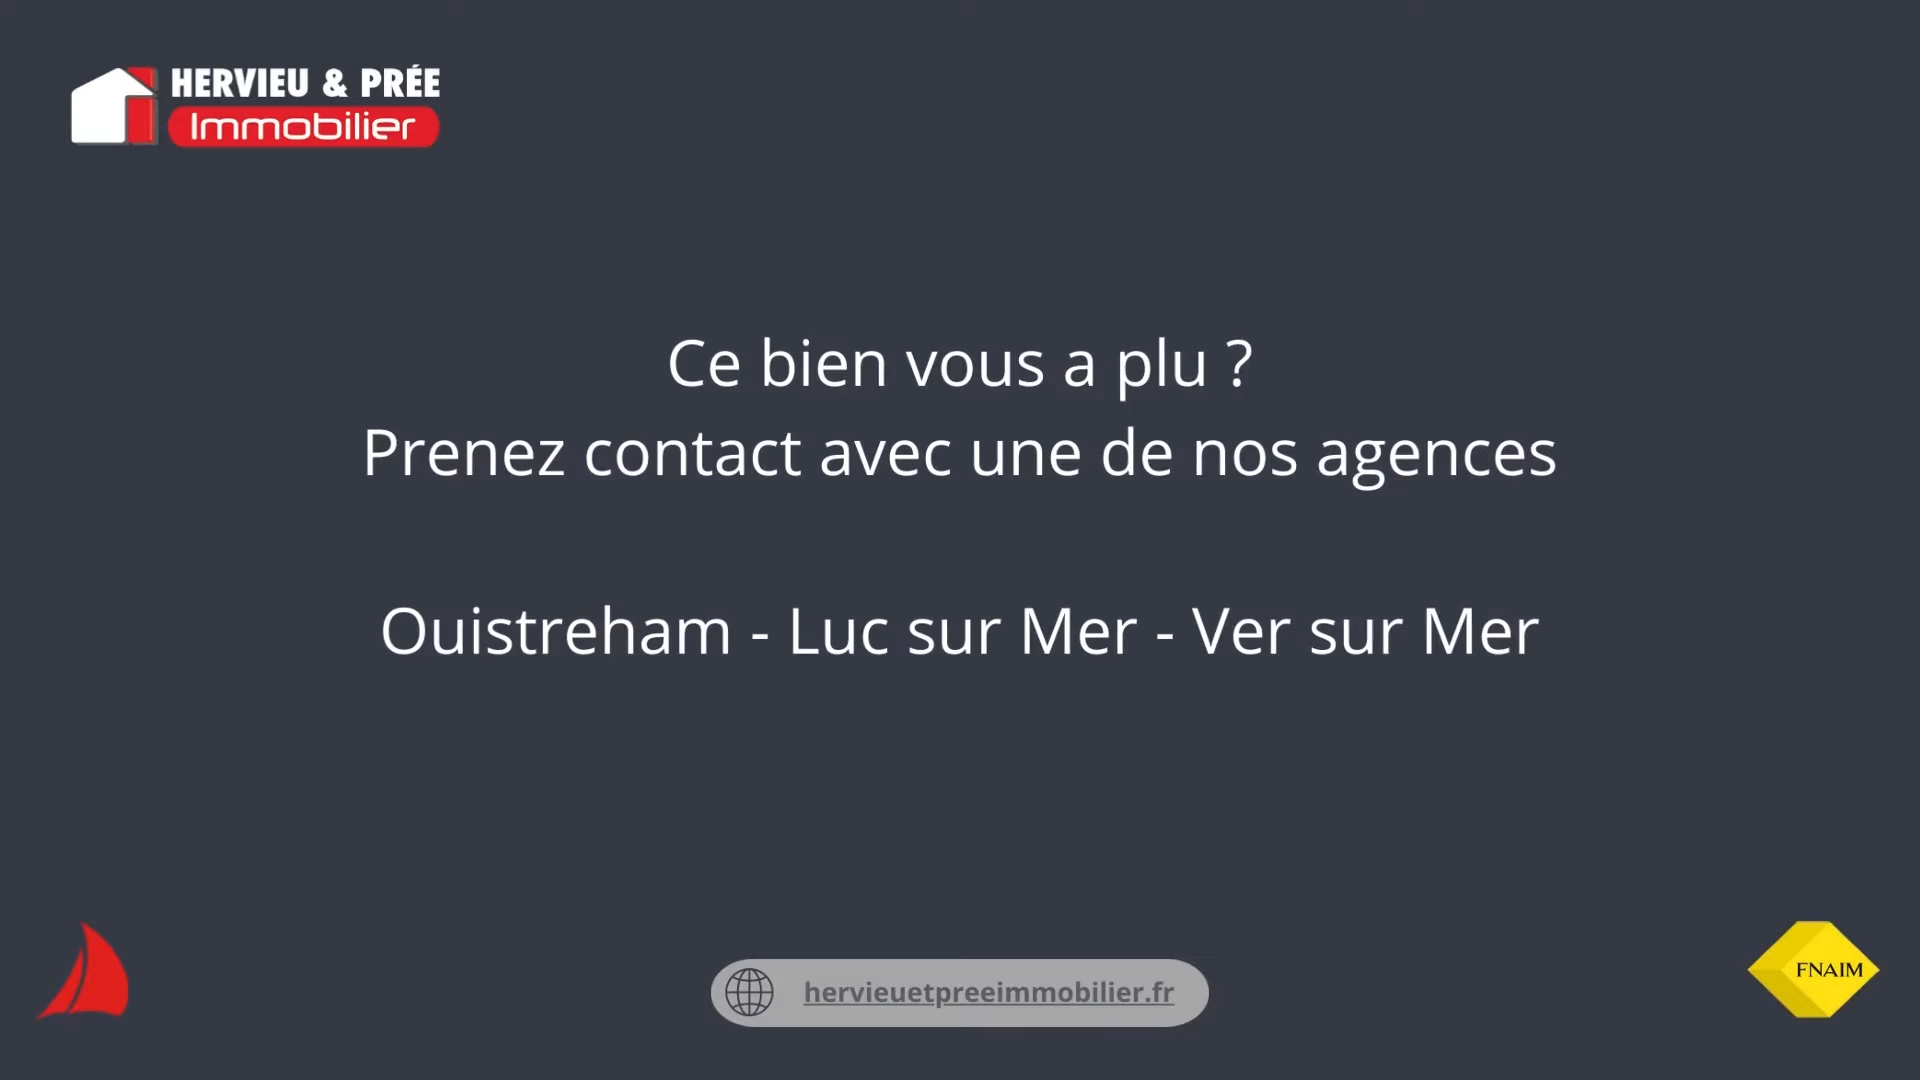 HERVIEU & PRÉE
Immobilier
Ce bien vous a plu ?
Prenez contact avec une de nos agences
Ouistreham - Luc sur Mer - Ver sur Mer
hervieuetpreeimmobilier.fr
FNAIM